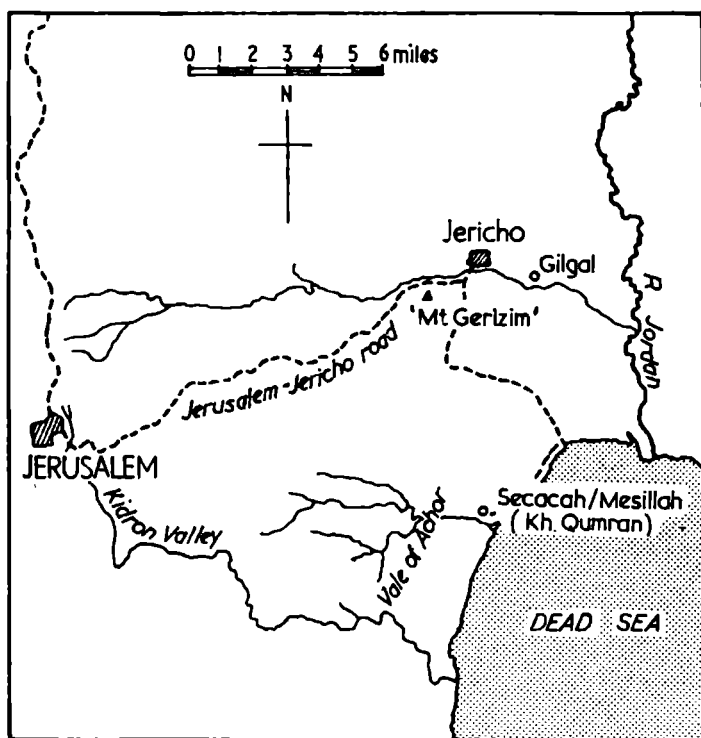 0 1 2 3 4 5 6 miles
N
Jericho
Gilgal
'Mt Gerizim'
R. Jordan
Jerusalem-Jericho road
JERUSALEM
Kidron Valley
Vale of Achor
Secacah/Mesillah
(Kh. Qumran)
DEAD SEA